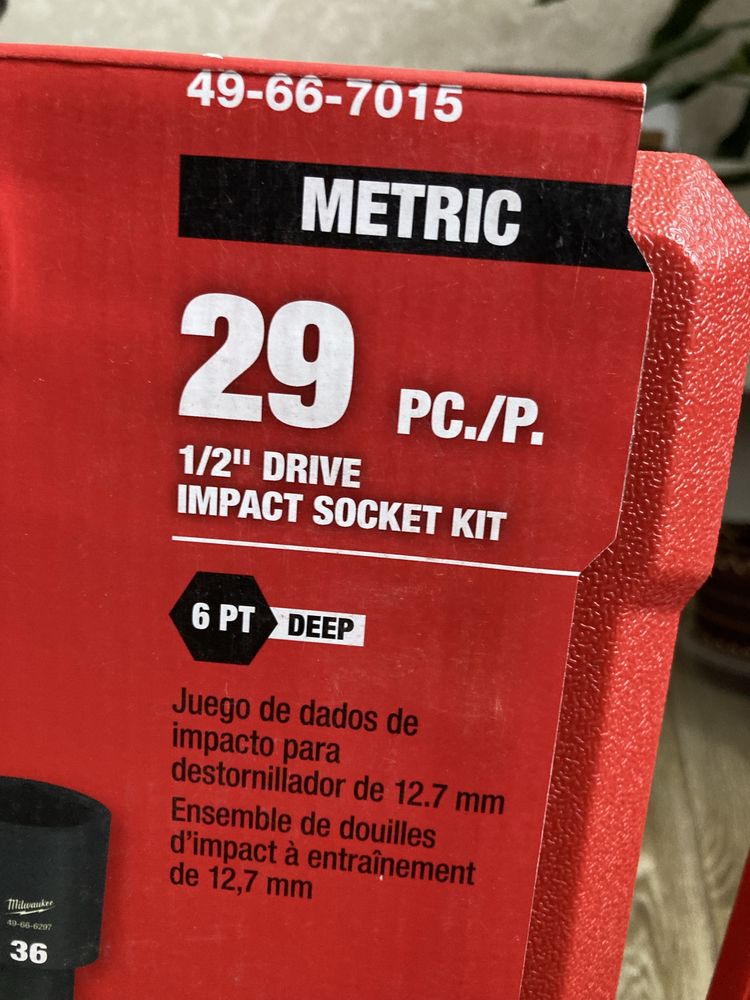 49-66-7015
METRIC
29 PC./P.
1/2" DRIVE
IMPACT SOCKET KIT
6 PT DEEP
Juego de dados de
impacto para
destornillador de 12.7 mm
Ensemble de douilles
d'impact à entraînement
de 12,7 mm
Milwaukee
49-66-6297
36